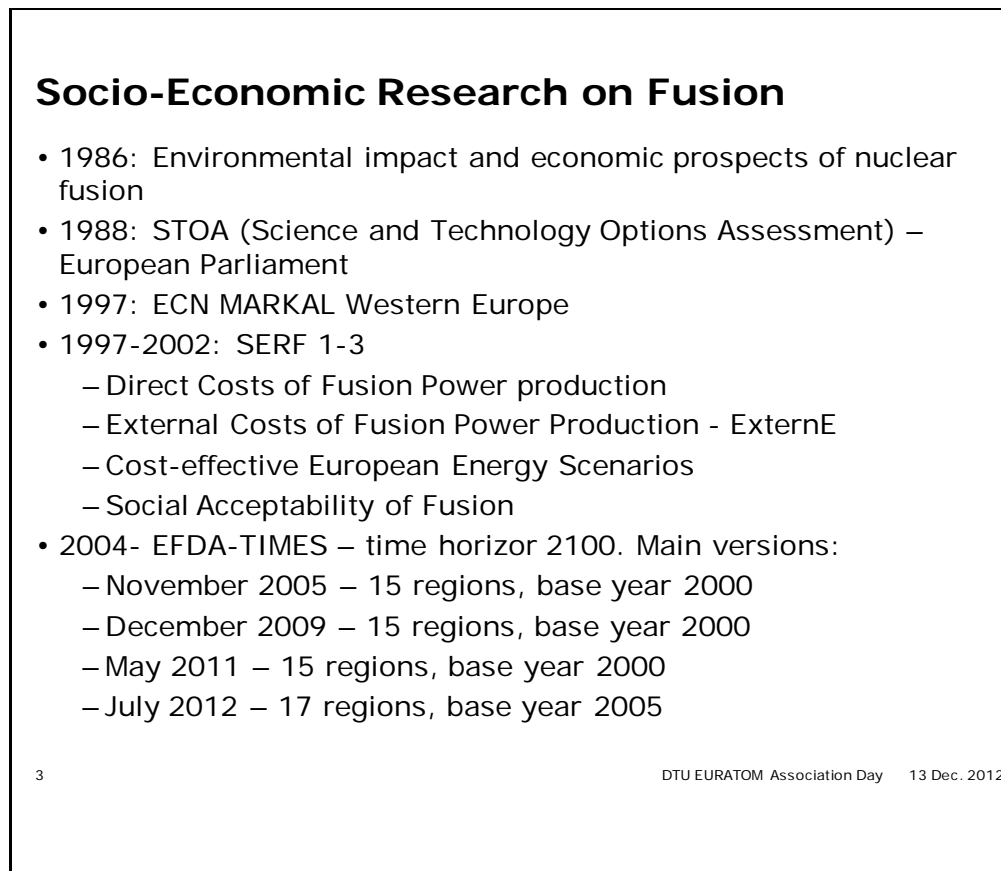 Socio-Economic Research on Fusion
• 1986: Environmental impact and economic prospects of nuclear
fusion
• 1988: STOA (Science and Technology Options Assessment) –
European Parliament
• 1997: ECN MARKAL Western Europe
• 1997-2002: SERF 1-3
– Direct Costs of Fusion Power production
– External Costs of Fusion Power Production - ExternE
– Cost-effective European Energy Scenarios
– Social Acceptability of Fusion
• 2004- EFDA-TIMES – time horizor 2100. Main versions:
– November 2005 – 15 regions, base year 2000
– December 2009 – 15 regions, base year 2000
– May 2011 – 15 regions, base year 2000
– July 2012 – 17 regions, base year 2005
3 DTU EURATOM Association Day 13 Dec. 2012